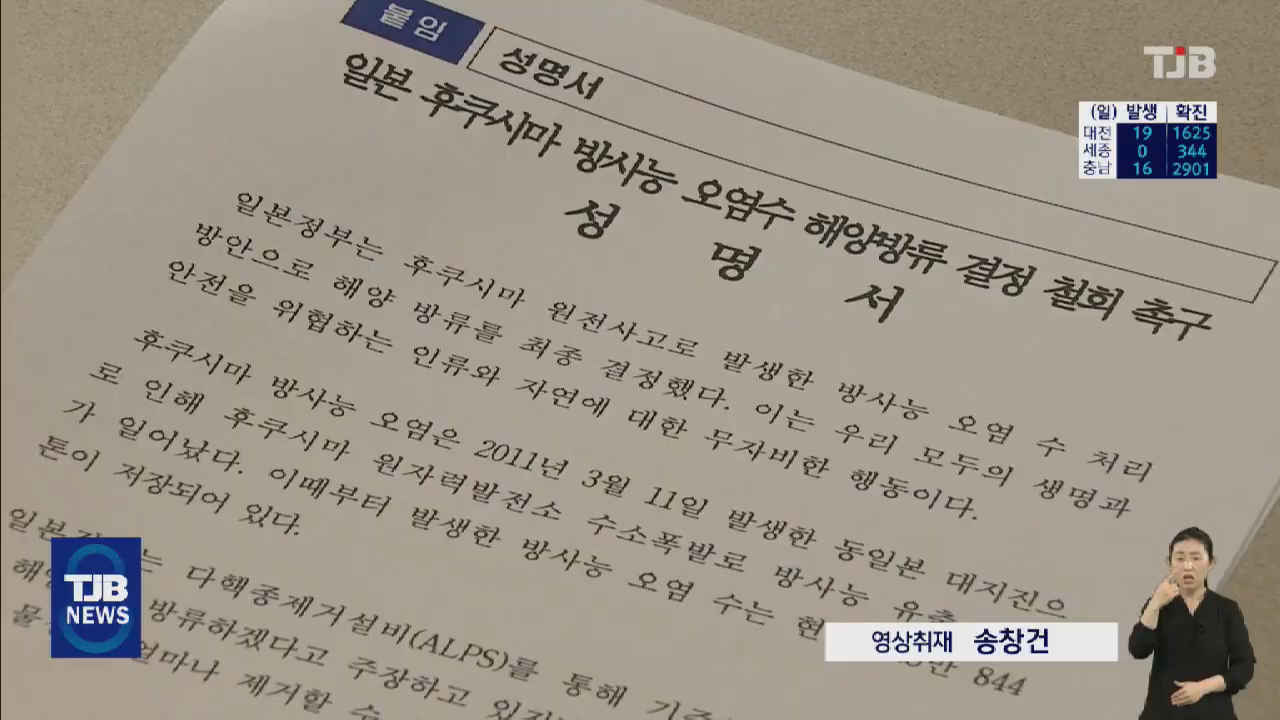 붙임
성명서
일본 후쿠시마 방사능 오염수 해양방류 결정 철회 촉구
성 명 서
일본정부는 후쿠시마 원전사고로 발생한 방사능 오염 수 처리
방안으로 해양 방류를 최종 결정했다. 이는 우리 모두의 생명과
안전을 위협하는 인류와 자연에 대한 무자비한 행동이다.
후쿠시마 방사능 오염은 2011년 3월 11일 발생한 동일본 대지진으
로 인해 후쿠시마 원자력발전소 수소폭발로 방사능 유출
가 일어났다. 이때부터 발생한 방사능 오염 수는 현 844
톤이 저장되어 있다.
다핵종제거설비(ALPS)를 통해
방류하겠다고 주장하고
얼마나 제거할 수
TJB
(일) 발생 확진
대전 19 1625
세종 0 344
충남 16 2901
TJB
NEWS
영상취재 송창건